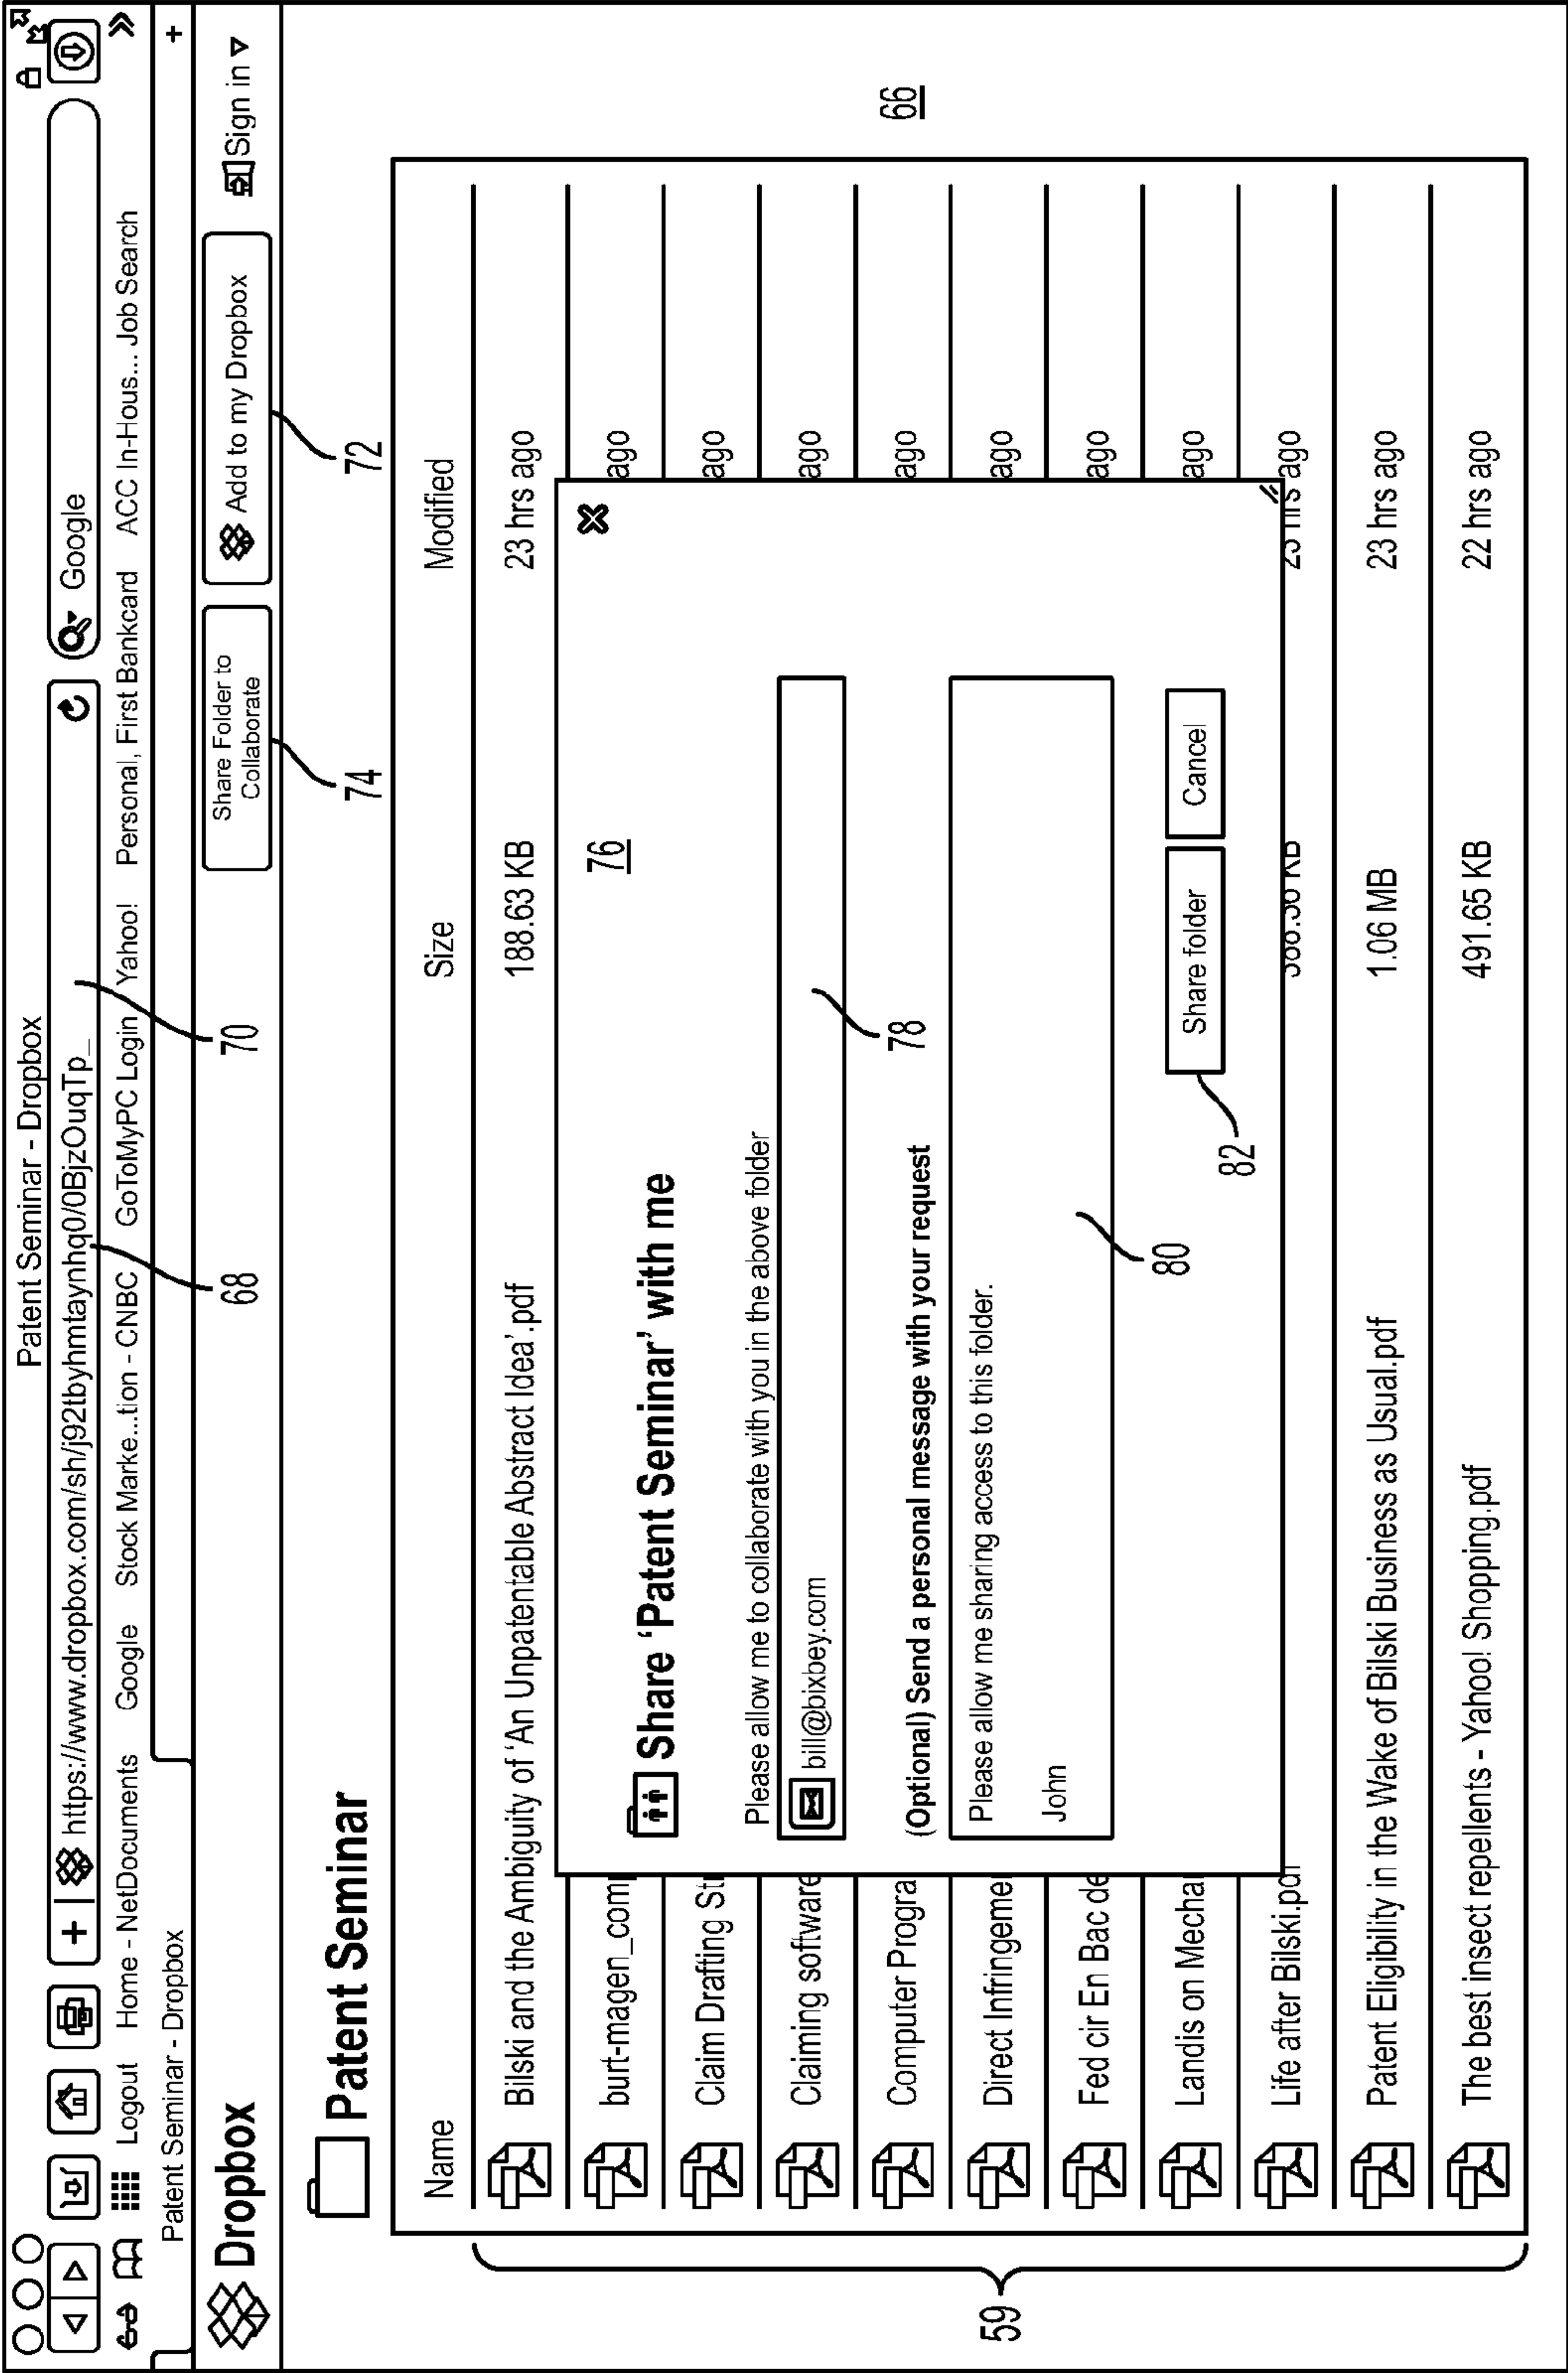 Patent Seminar - Dropbox
https://www.dropbox.com/sh/j92tbyhmtaynhq0/0BjzOuqTp_
Google
Logout Home - NetDocuments Google Stock Marke...tion - CNBC GoToMyPC Login Yahoo! Personal, First Bankcard ACC In-Hous... Job Search »
Patent Seminar - Dropbox +
Dropbox
Share Folder to
Collaborate
Add to my Dropbox
Sign in
68
70
74
72
Patent Seminar
66
Name Size Modified
Bilski and the Ambiguity of ‘An Unpatentable Abstract Idea’.pdf 188.63 KB 23 hrs ago
burt-magen_com ago
Claim Drafting St ago
Claiming software ago
Computer Progra ago
Direct Infringeme ago
Fed cir En Bac de ago
Landis on Mecha ago
Life after Bilski.pdf KB 23 hrs ago
Patent Eligibility in the Wake of Bilski Business as Usual.pdf 1.06 MB 23 hrs ago
The best insect repellents - Yahoo! Shopping.pdf 491.65 KB 22 hrs ago
59
76
Share ‘Patent Seminar’ with me
Please allow me to collaborate with you in the above folder
bill@bixbey.com
78
(Optional) Send a personal message with your request
Please allow me sharing access to this folder.
John
80
Share folder
Cancel
82